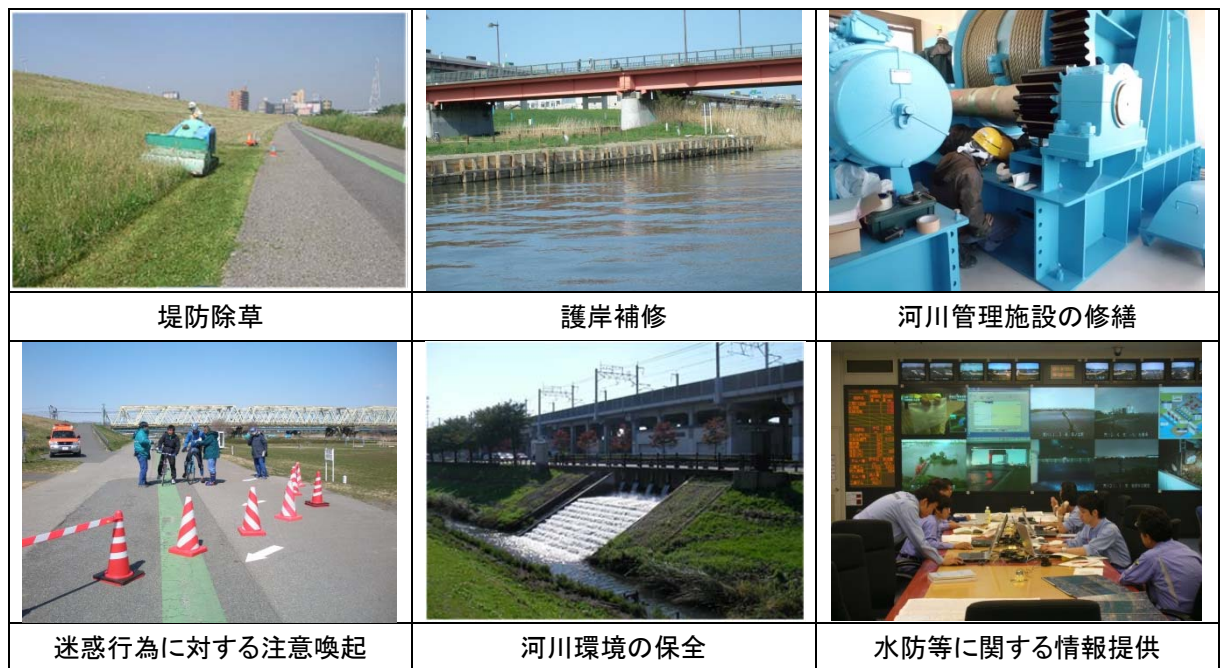 堤防除草
護岸補修
河川管理施設の修繕
迷惑行為に対する注意喚起
河川環境の保全
水防等に関する情報提供